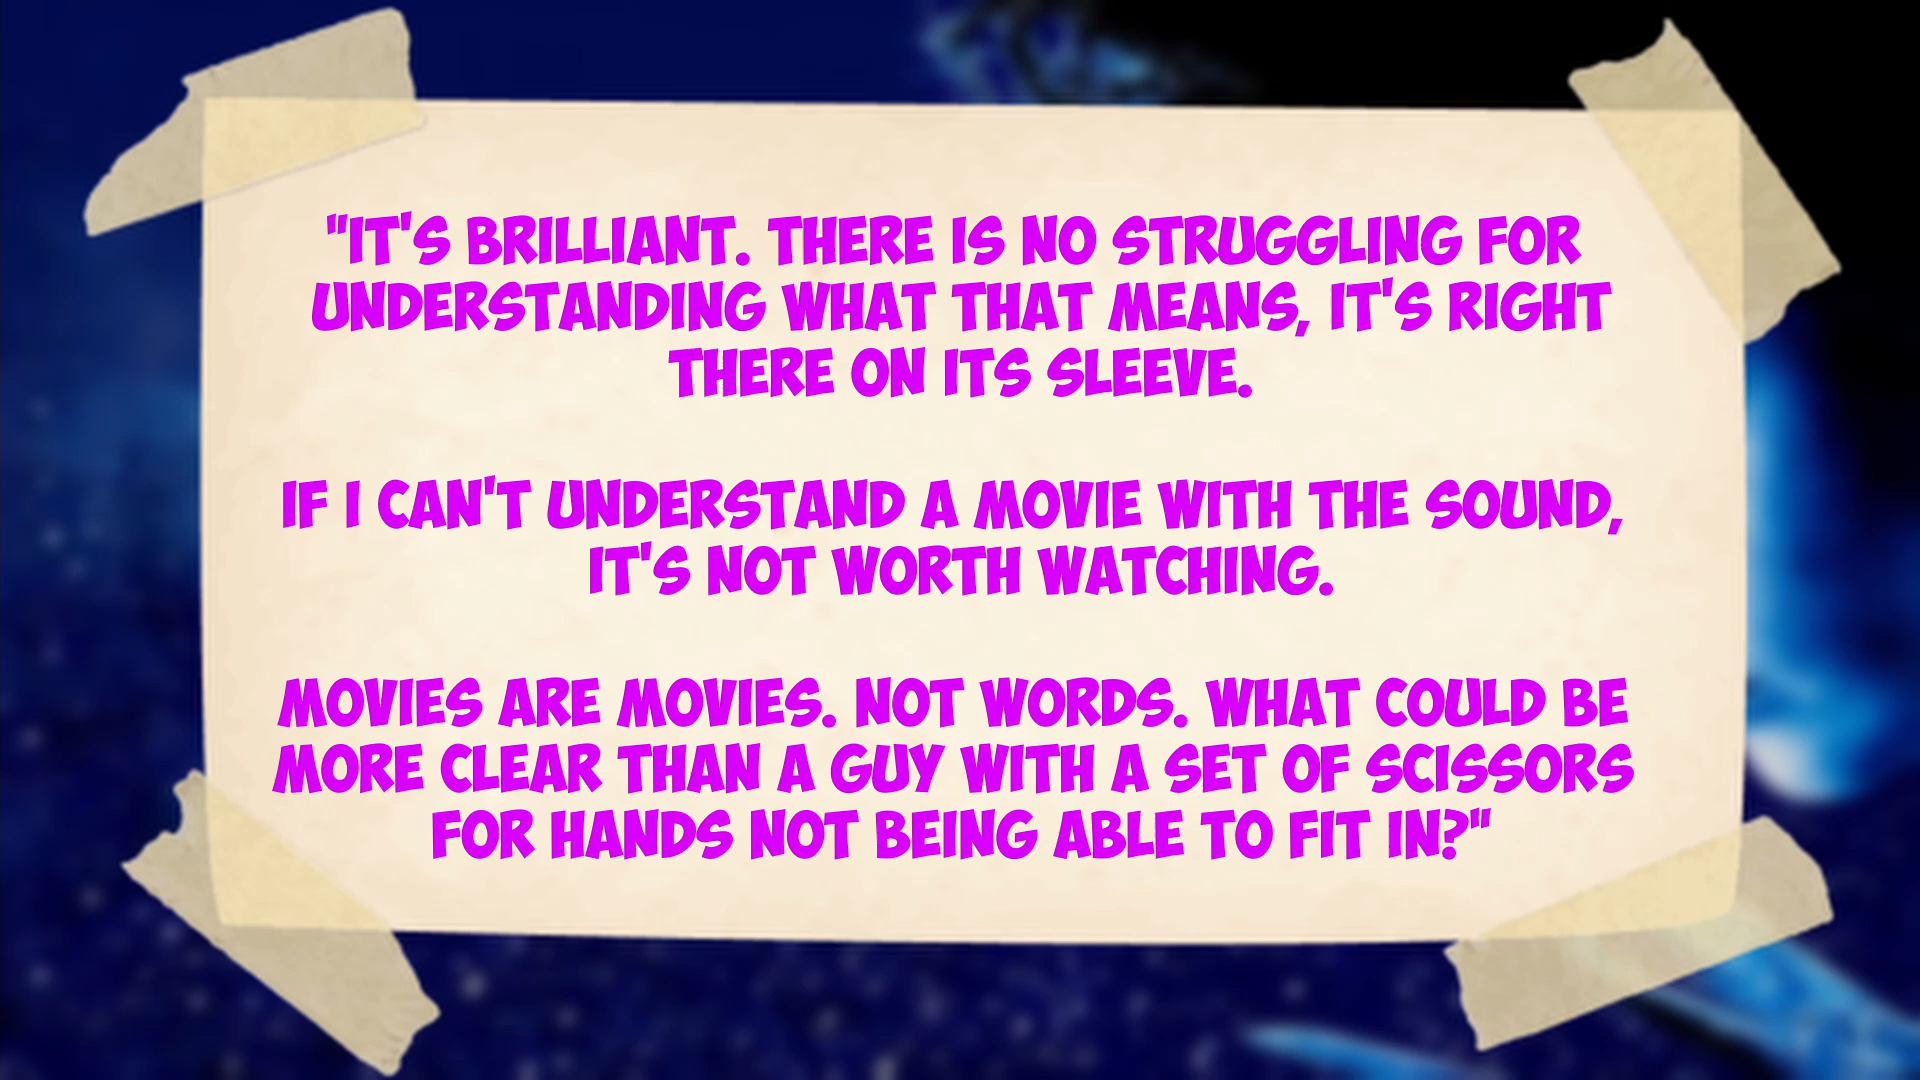 "IT'S BRILLIANT. THERE IS NO STRUGGLING FOR
UNDERSTANDING WHAT THAT MEANS, IT'S RIGHT
THERE ON ITS SLEEVE.
IF I CAN'T UNDERSTAND A MOVIE WITH THE SOUND,
IT'S NOT WORTH WATCHING.
MOVIES ARE MOVIES. NOT WORDS. WHAT COULD BE
MORE CLEAR THAN A GUY WITH A SET OF SCISSORS
FOR HANDS NOT BEING ABLE TO FIT IN?"